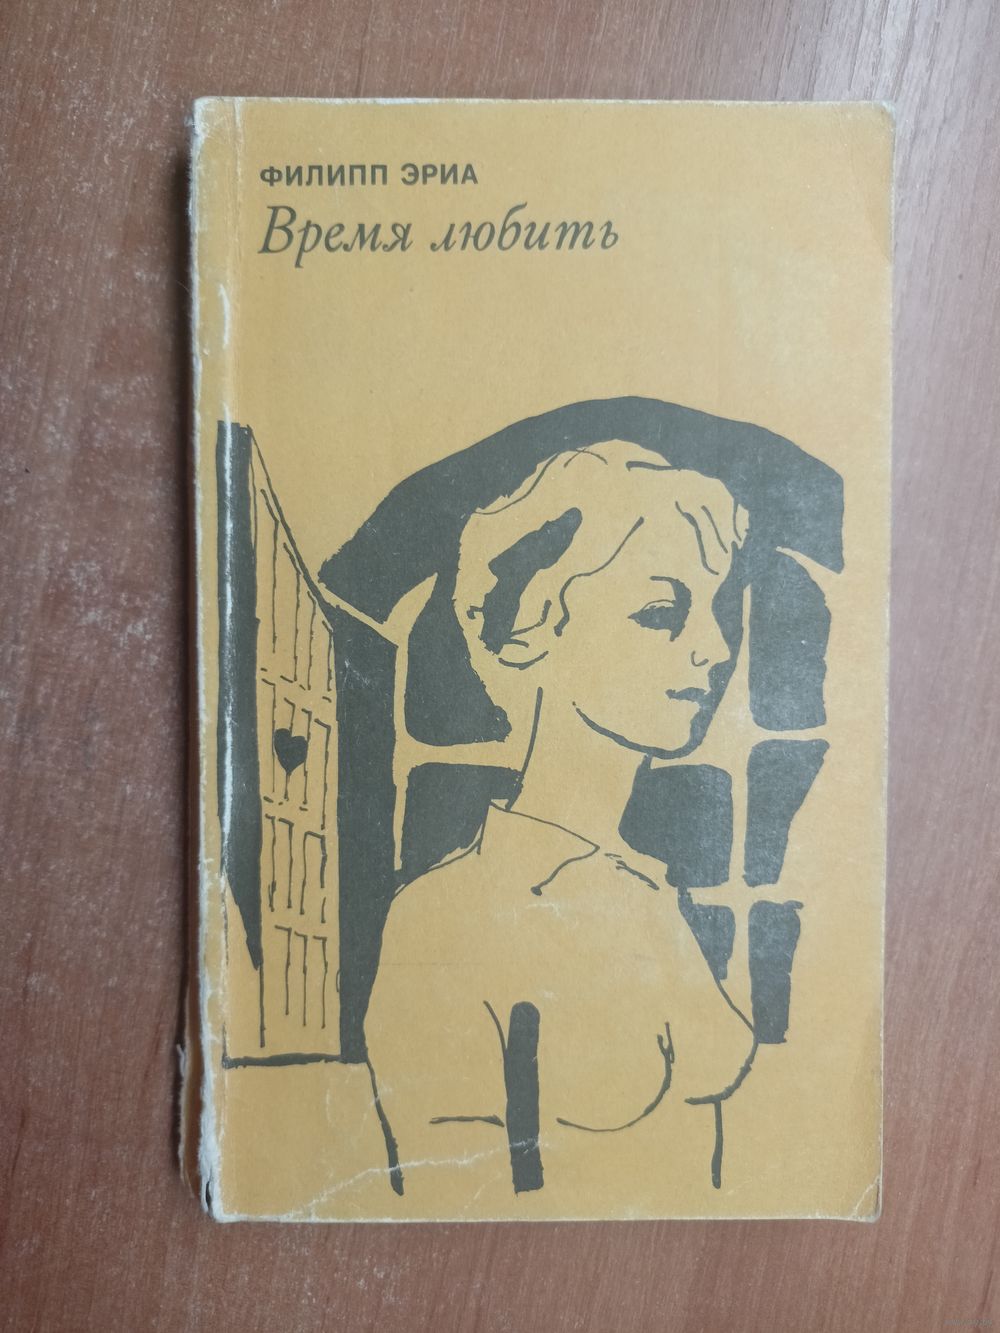 ФИЛИПП ЭРИА
Время любить